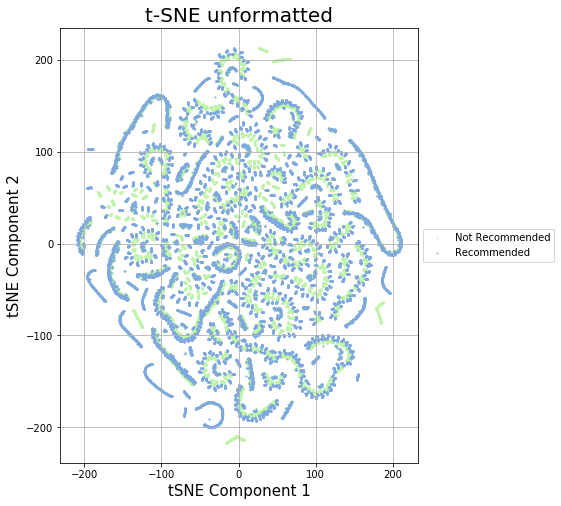 t-SNE unformatted
tSNE Component 2
200
100
0
−100
−200
−200
−100
0
100
200
tSNE Component 1
Not Recommended
Recommended